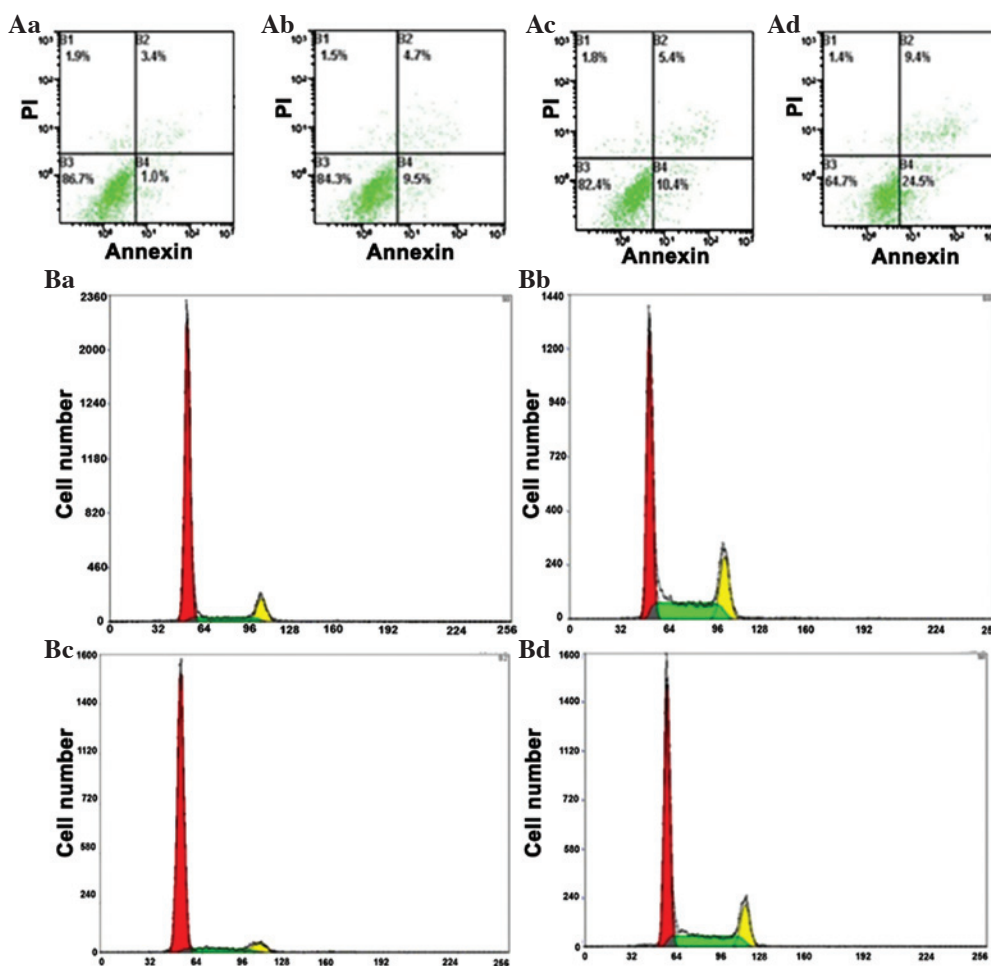 Aa
B1
1.9%
B2
3.4%
B3
86.7%
B4
1.0%
PI
Annexin
Ab
B1
1.5%
B2
4.7%
B3
84.3%
B4
9.5%
PI
Annexin
Ac
B1
1.8%
B2
5.4%
B3
82.4%
B4
10.4%
PI
Annexin
Ad
B1
1.4%
B2
9.4%
B3
64.7%
B4
24.5%
PI
Annexin
Ba
Cell number
2360
2000
1240
1180
820
460
0
0 32 64 96 128 160 192 224 256
Bb
Cell number
1440
1200
940
720
400
240
0
0 32 64 96 128 160 192 224
Bc
Cell number
1600
1400
1120
720
580
240
0
0 32 64 96 128 160 192 224 256
Bd
Cell number
1600
1400
1120
720
580
240
0
0 32 64 96 128 160 192 224 256